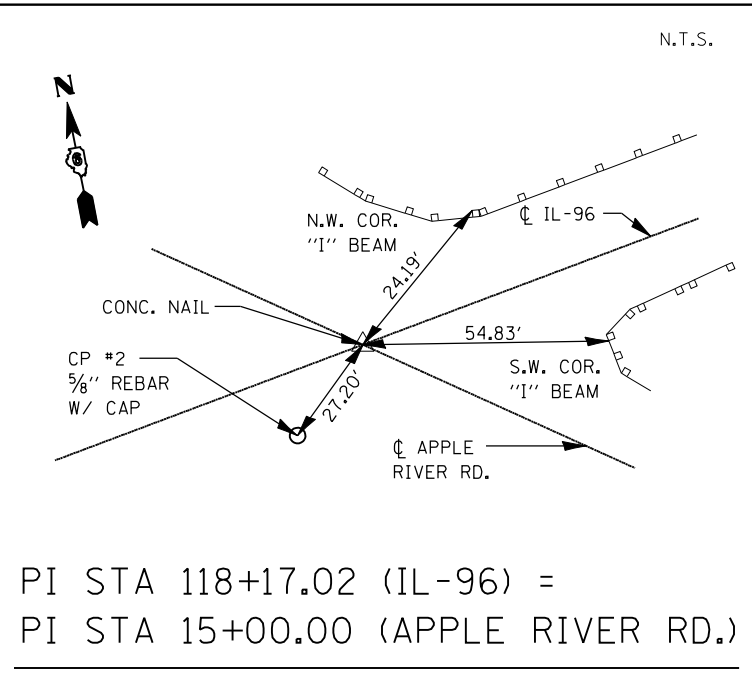 N.T.S.
N
6
N.W. COR.
"I" BEAM
℄ IL-96
24.19'
CONC. NAIL
54.83'
CP #2
⅝" REBAR
W/ CAP
S.W. COR.
"I" BEAM
27.20'
℄ APPLE
RIVER RD.
PI STA 118+17.02 (IL-96) =
PI STA 15+00.00 (APPLE RIVER RD.)